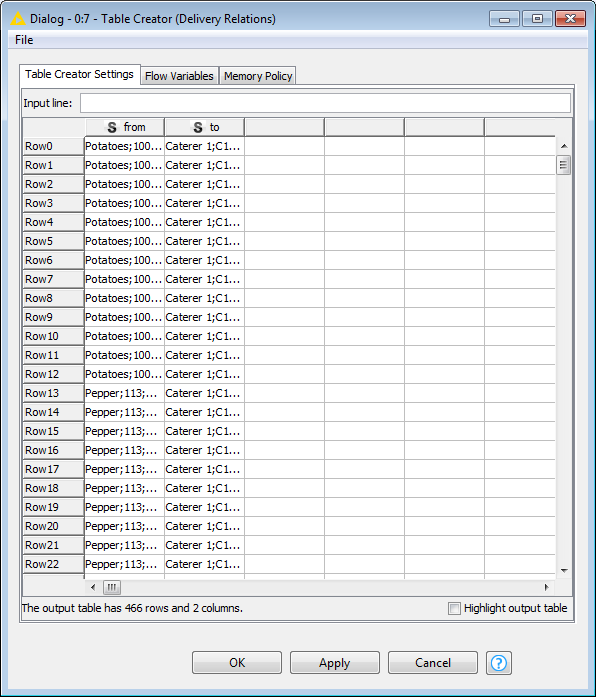 Dialog - 0:7 - Table Creator (Delivery Relations)
File
Table Creator Settings Flow Variables Memory Policy
Input line:
S from S to
Row0 Potatoes;100... Caterer 1;C1...
Row1 Potatoes;100... Caterer 1;C1...
Row2 Potatoes;100... Caterer 1;C1...
Row3 Potatoes;100... Caterer 1;C1...
Row4 Potatoes;100... Caterer 1;C1...
Row5 Potatoes;100... Caterer 1;C1...
Row6 Potatoes;100... Caterer 1;C1...
Row7 Potatoes;100... Caterer 1;C1...
Row8 Potatoes;100... Caterer 1;C1...
Row9 Potatoes;100... Caterer 1;C1...
Row10 Potatoes;100... Caterer 1;C1...
Row11 Potatoes;100... Caterer 1;C1...
Row12 Potatoes;100... Caterer 1;C1...
Row13 Pepper;113;... Caterer 1;C1...
Row14 Pepper;113;... Caterer 1;C1...
Row15 Pepper;113;... Caterer 1;C1...
Row16 Pepper;113;... Caterer 1;C1...
Row17 Pepper;113;... Caterer 1;C1...
Row18 Pepper;113;... Caterer 1;C1...
Row19 Pepper;113;... Caterer 1;C1...
Row20 Pepper;113;... Caterer 1;C1...
Row21 Pepper;113;... Caterer 1;C1...
Row22 Pepper;113;... Caterer 1;C1...
The output table has 466 rows and 2 columns. Highlight output table
OK Apply Cancel ?